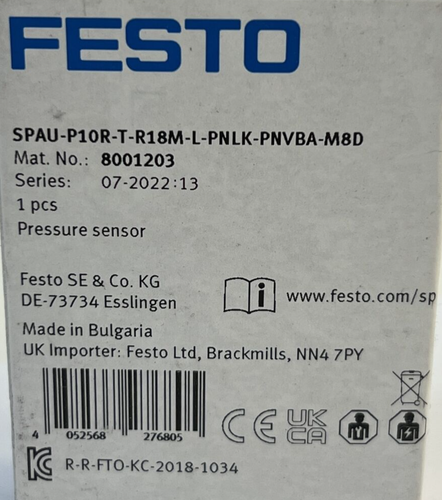 FESTO
SPAU-P10R-T-R18M-L-PNLK-PNVBA-M8D
Mat. No.: 8001203
Series: 07-2022:13
1 pcs
Pressure sensor
Festo SE & Co. KG
DE-73734 Esslingen
i www.festo.com/sp
Made in Bulgaria
UK Importer: Festo Ltd, Brackmills, NN4 7PY
4 052568 276805
CE UK CA
KC R-R-FTO-KC-2018-1034